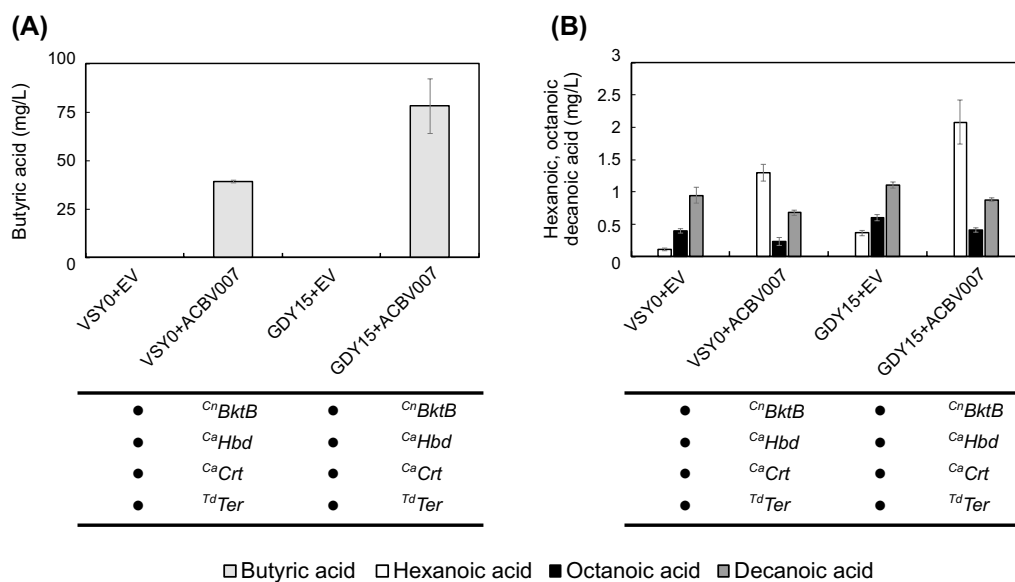 (A)
Butyric acid (mg/L)
100
75
50
25
0
VSY0+EV
VSY0+ACBV007
GDY15+EV
GDY15+ACBV007
● CnBktB ● CnBktB
● CaHbd ● CaHbd
● CaCrt ● CaCrt
● TdTer ● TdTer
(B)
Hexanoic, octanoic
decanoic acid (mg/L)
3
2.5
2
1.5
1
0.5
0
VSY0+EV
VSY0+ACBV007
GDY15+EV
GDY15+ACBV007
● CnBktB ● CnBktB
● CaHbd ● CaHbd
● CaCrt ● CaCrt
● TdTer ● TdTer
Butyric acid Hexanoic acid Octanoic acid Decanoic acid